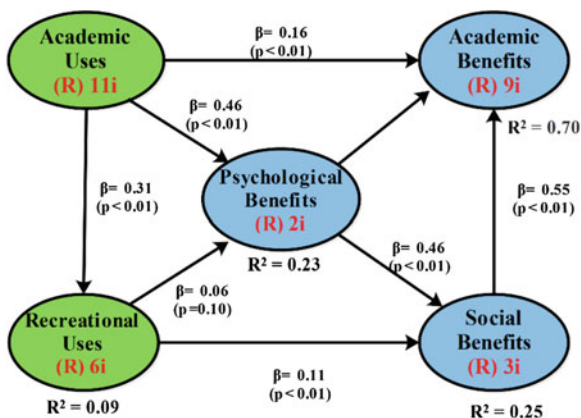 Academic
Uses
(R) 11i
β= 0.16
(p<0.01)
Academic
Benefits
(R) 9i
R² = 0.70
β= 0.46
(p<0.01)
β= 0.31
(p<0.01)
Psychological
Benefits
(R) 2i
R² = 0.23
β= 0.55
(p<0.01)
β= 0.46
(p<0.01)
β= 0.06
(p=0.10)
Recreational
Uses
(R) 6i
R² = 0.09
β= 0.11
(p<0.01)
Social
Benefits
(R) 3i
R² = 0.25